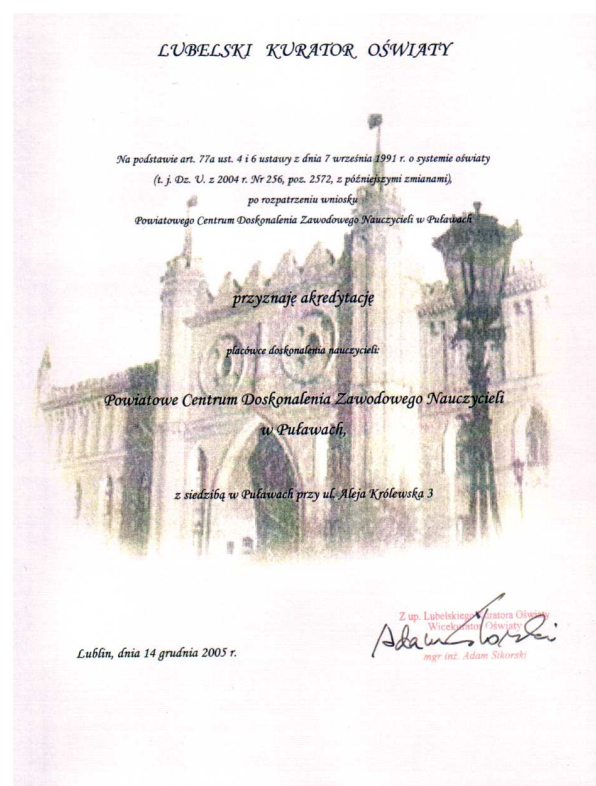 LUBELSKI KURATOR OŚWIATY
Na podstawie art. 77a ust. 4 i 6 ustawy z dnia 7 września 1991 r. o systemie oświaty
(t. j. Dz. U. z 2004 r. Nr 256, poz. 2572, z późniejszymi zmianami),
po rozpatrzeniu wniosku
Powiatowego Centrum Doskonalenia Zawodowego Nauczycieli w Puławach
przyznaję akredytację
placówce doskonalenia nauczycieli:
Powiatowe Centrum Doskonalenia Zawodowego Nauczycieli
w Puławach,
z siedzibą w Puławach przy ul. Aleja Królewska 3
Z up. Lubelskiego Kuratora Oświaty
Wicekurator Oświaty
Adam Sikorski
mgr inż. Adam Sikorski
Lublin, dnia 14 grudnia 2005 r.